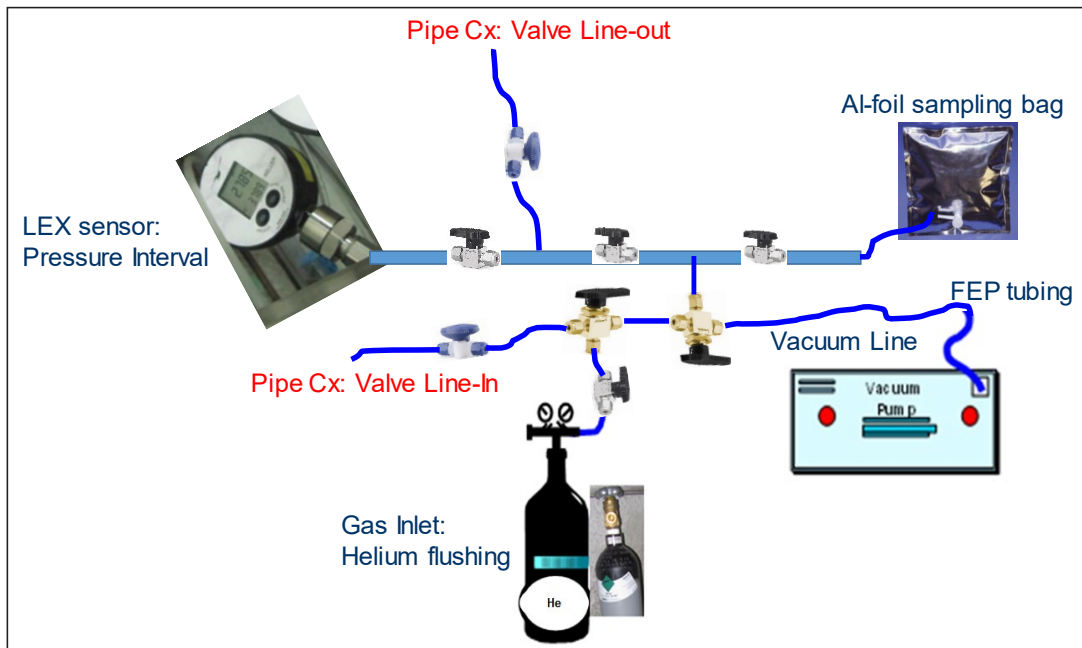 Pipe Cx: Valve Line-out
Al-foil sampling bag
LEX sensor:
Pressure Interval
FEP tubing
Vacuum Line
Pipe Cx: Valve Line-In
Vacuum
Pump
Gas Inlet:
Helium flushing
He